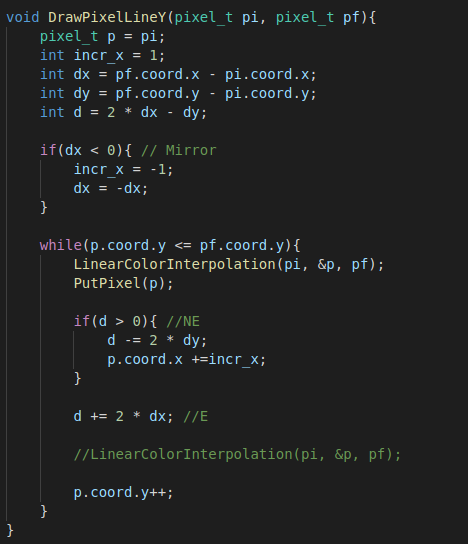 void DrawPixelLineY(pixel_t pi, pixel_t pf){
    pixel_t p = pi;
    int incr_x = 1;
    int dx = pf.coord.x - pi.coord.x;
    int dy = pf.coord.y - pi.coord.y;
    int d = 2 * dx - dy;

    if(dx < 0){ // Mirror
        incr_x = -1;
        dx = -dx;
    }

    while(p.coord.y <= pf.coord.y){
        LinearColorInterpolation(pi, &p, pf);
        PutPixel(p);

        if(d > 0){ //NE
            d -= 2 * dy;
            p.coord.x +=incr_x;
        }

        d += 2 * dx; //E

        //LinearColorInterpolation(pi, &p, pf);

        p.coord.y++;
    }
}